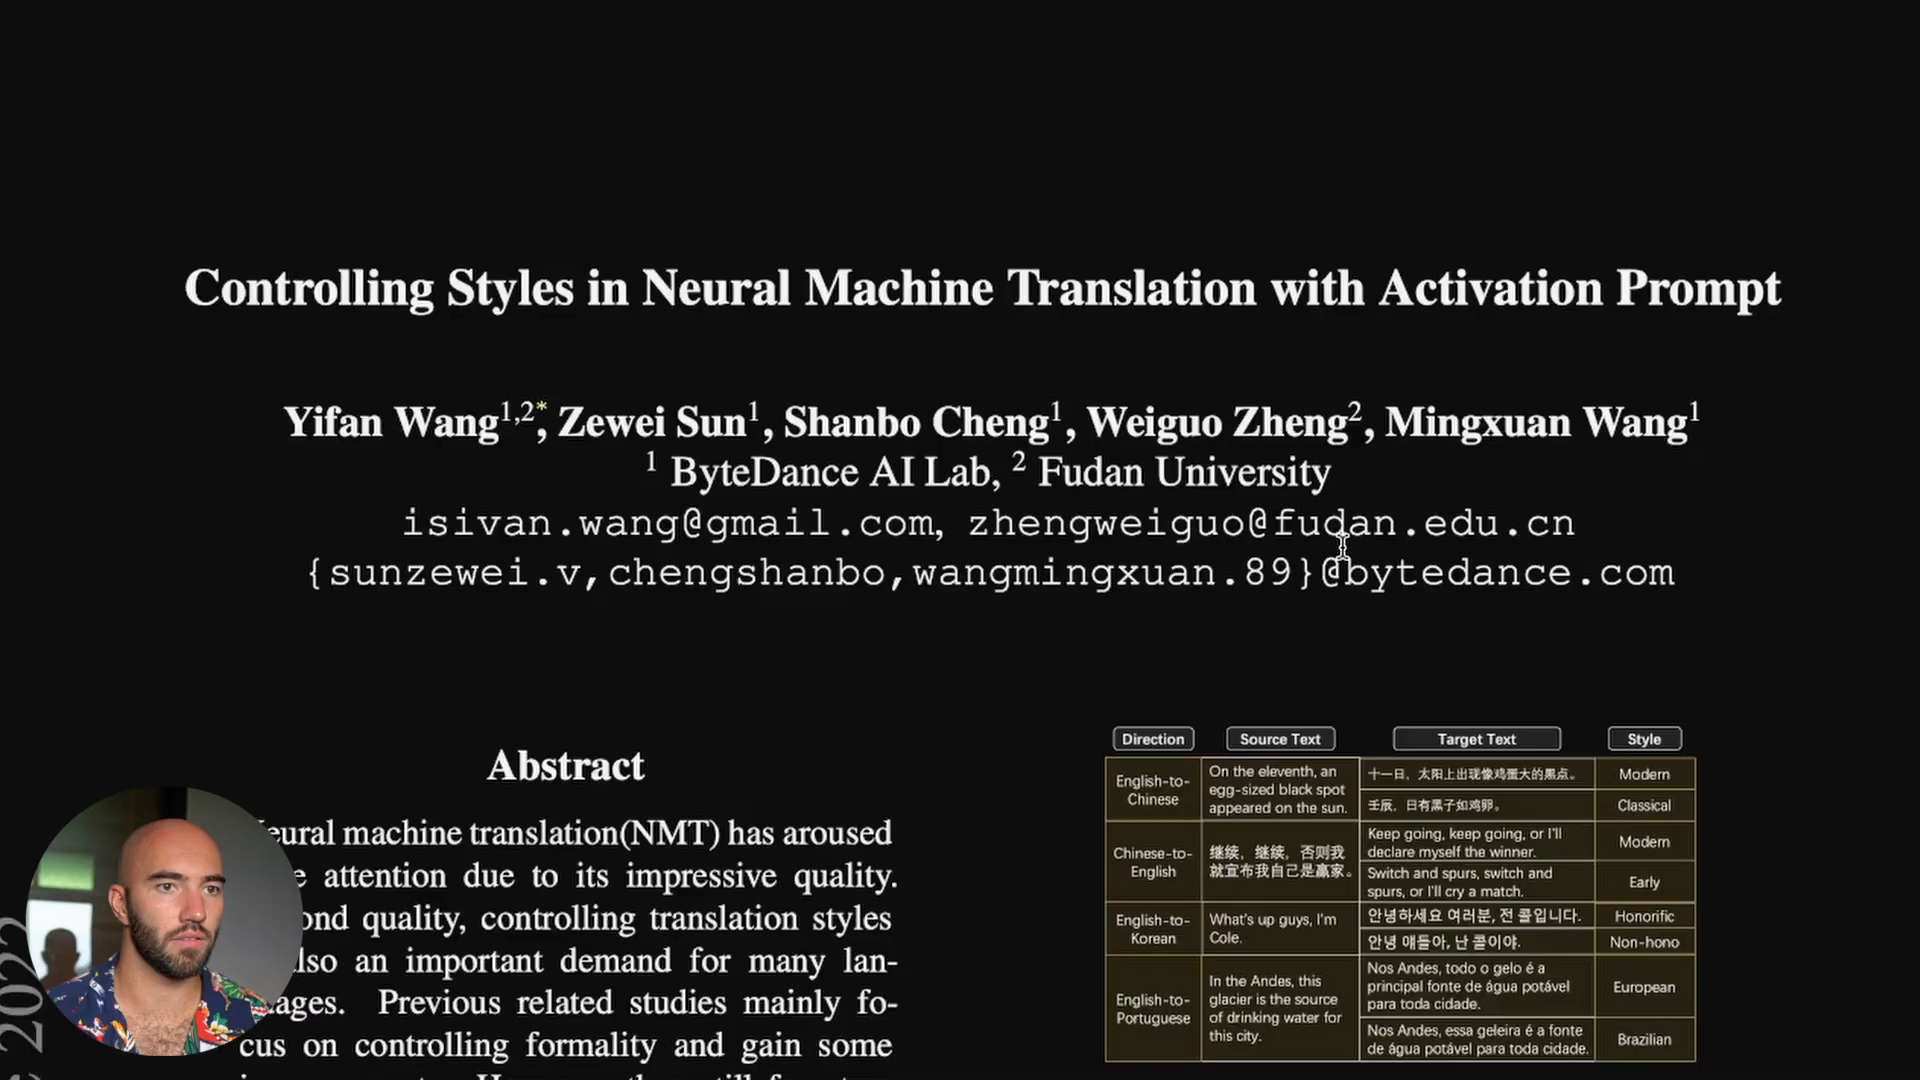 Controlling Styles in Neural Machine Translation with Activation Prompt
Yifan Wang1,2*, Zewei Sun1, Shanbo Cheng1, Weiguo Zheng2, Mingxuan Wang1
1 ByteDance AI Lab, 2 Fudan University
isivan.wang@gmail.com, zhengweiguo@fudan.edu.cn
{sunzewei.v,chengshanbo,wangmingxuan.89}@bytedance.com
Abstract
eural machine translation(NMT) has aroused
e attention due to its impressive quality.
ond quality, controlling translation styles
lso an important demand for many lan-
ages. Previous related studies mainly fo-
cus on controlling formality and gain some
2022
Direction Source Text Target Text Style
English-to-
Chinese
On the eleventh, an
egg-sized black spot
appeared on the sun.
十一日，太阳上出现像鸡蛋大的黑点。
Modern
壬辰，日有黑子如鸡卵。
Classical
Chinese-to-
English
继续，继续，否则我
就宣布我自己是赢家。
Keep going, keep going, or I'll
declare myself the winner.
Modern
Switch and spurs, switch and
spurs, or I'll cry a match.
Early
English-to-
Korean
What's up guys, I'm
Cole.
안녕하세요 여러분, 전 콜입니다.
Honorific
안녕 얘들아, 난 콜이야.
Non-hono
English-to-
Portuguese
In the Andes, this
glacier is the source
of drinking water for
this city.
Nos Andes, todo o gelo é a
principal fonte de água potável
para toda cidade.
European
Nos Andes, essa geleira é a fonte
de água potável para toda cidade.
Brazilian